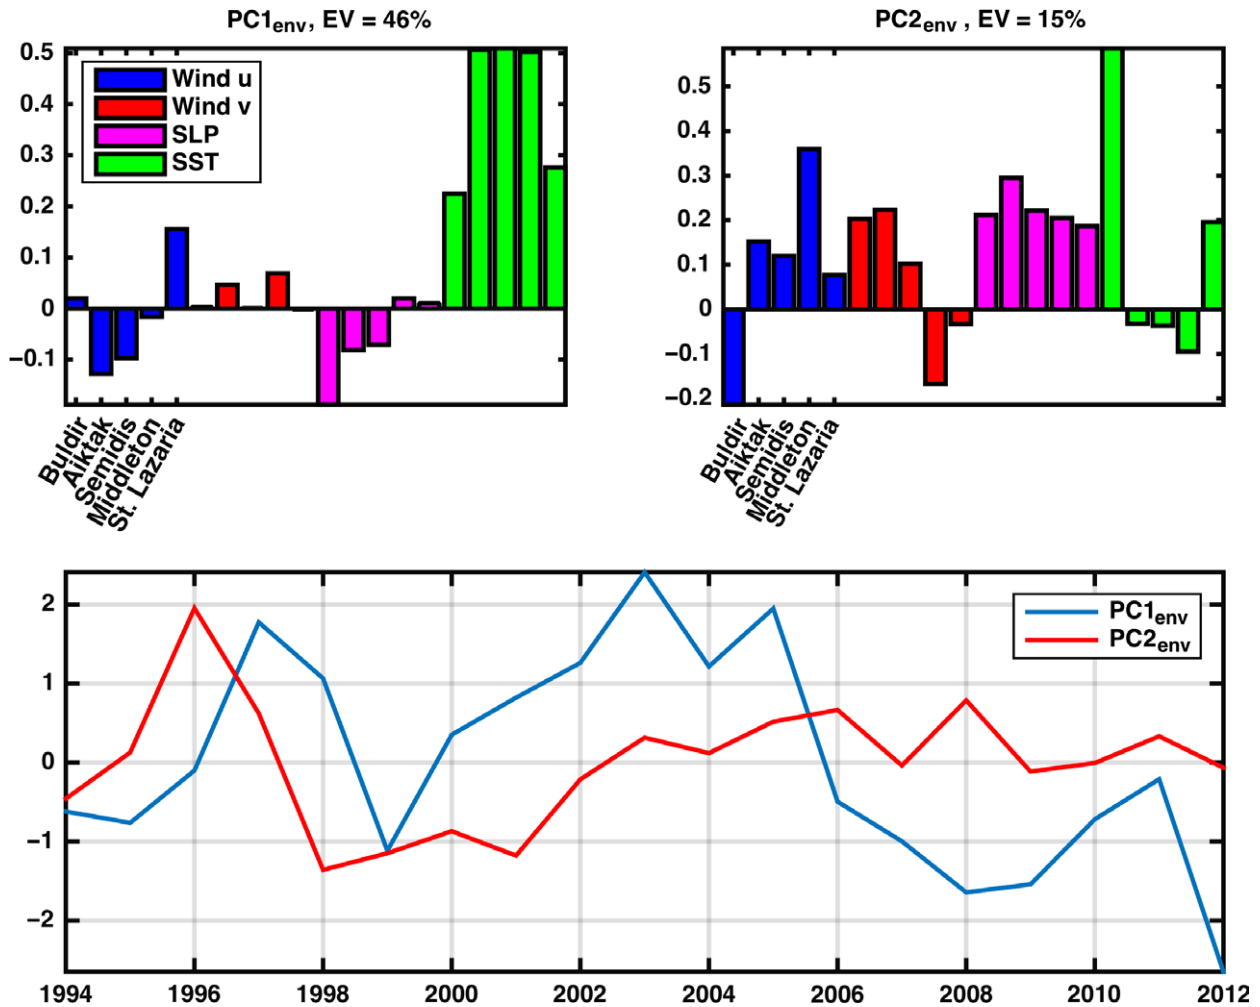 PC1env, EV = 46%
0.5
0.4
0.3
0.2
0.1
0
−0.1
Wind u
Wind v
SLP
SST
Buldir
Aiktak
Semidis
Middleton
St. Lazaria
PC2env , EV = 15%
0.5
0.4
0.3
0.2
0.1
0
−0.1
−0.2
Buldir
Aiktak
Semidis
Middleton
St. Lazaria
2
1
0
−1
−2
PC1env
PC2env
1994 1996 1998 2000 2002 2004 2006 2008 2010 2012